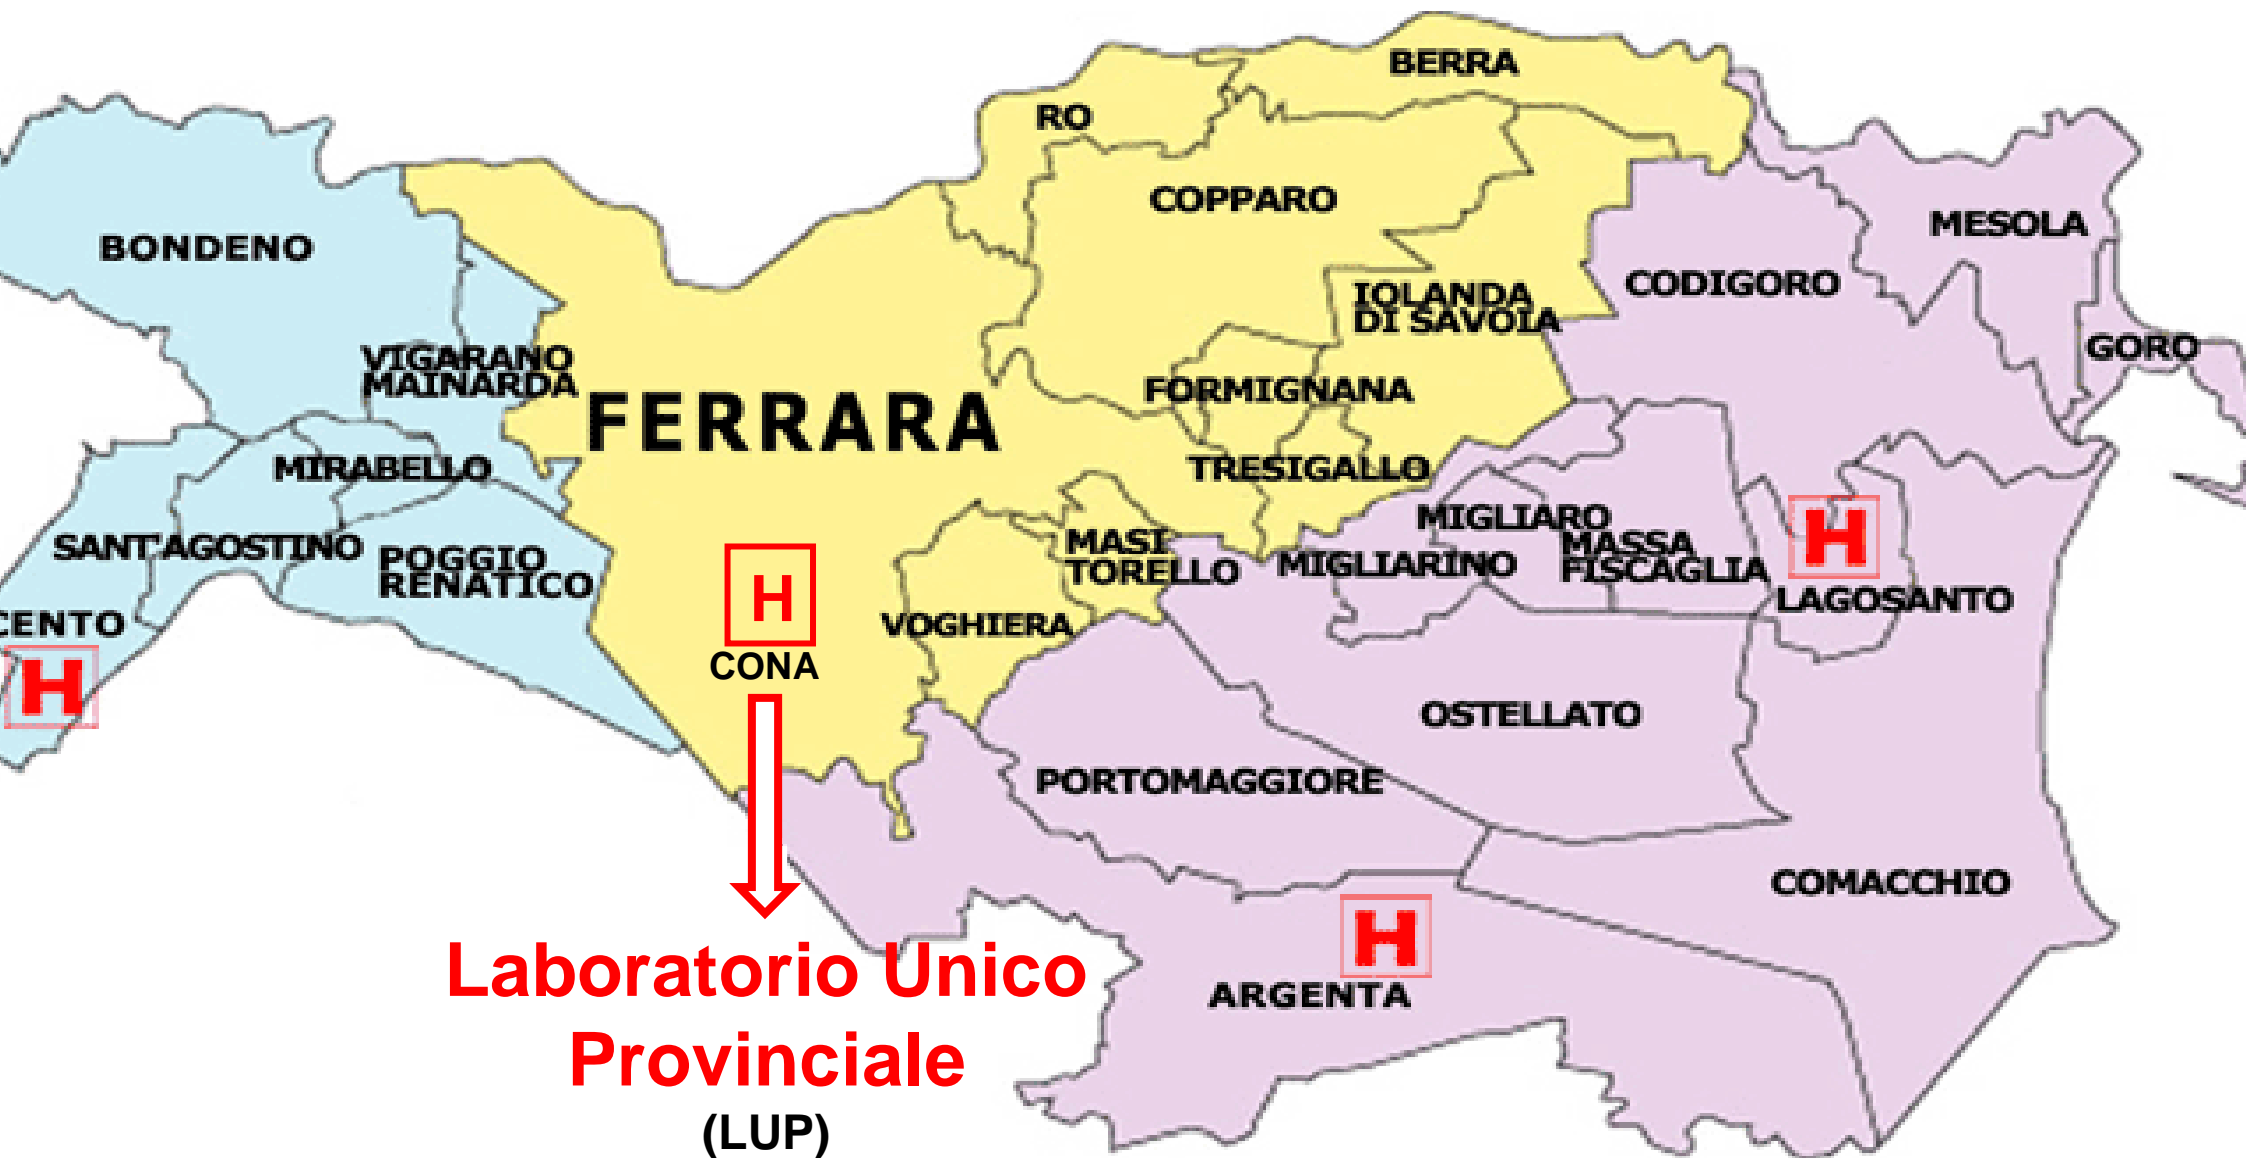 BERRA
RO
COPPARO
MESOLA
BONDENO
CODIGORO
IOLANDA
DI SAVOIA
GORO
VIGARANO
MAINARDA
FORMIGNANA
FERRARA
MIRABELLO
TRESIGALLO
MIGLIARO
H
SANT'AGOSTINO
POGGIO
RENATICO
MASI
TORELLO
MIGLIARINO
MASSA
FISCAGLIA
H
LAGOSANTO
CENTO
VOGHIERA
CONA
H
OSTELLATO
PORTOMAGGIORE
COMACCHIO
H
ARGENTA
Laboratorio Unico
Provinciale
(LUP)